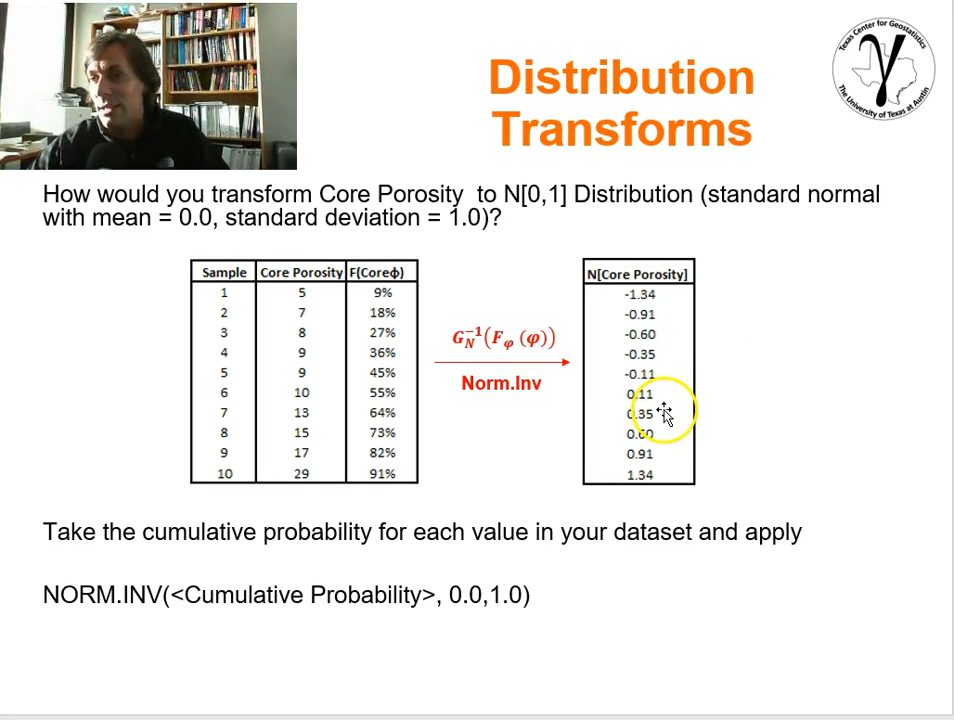 Distribution
Transforms
Texas Center for Geostatistics
γ
The University of Texas at Austin
How would you transform Core Porosity to N[0,1] Distribution (standard normal
with mean = 0.0, standard deviation = 1.0)?
Sample Core Porosity F(Coreϕ)
1 5 9%
2 7 18%
3 8 27%
4 9 36%
5 9 45%
6 10 55%
7 13 64%
8 15 73%
9 17 82%
10 29 91%
G_N^{-1}(F_φ (φ))
Norm.Inv
N[Core Porosity]
-1.34
-0.91
-0.60
-0.35
-0.11
0.11
0.35
0.60
0.91
1.34
Take the cumulative probability for each value in your dataset and apply
NORM.INV(<Cumulative Probability>, 0.0,1.0)